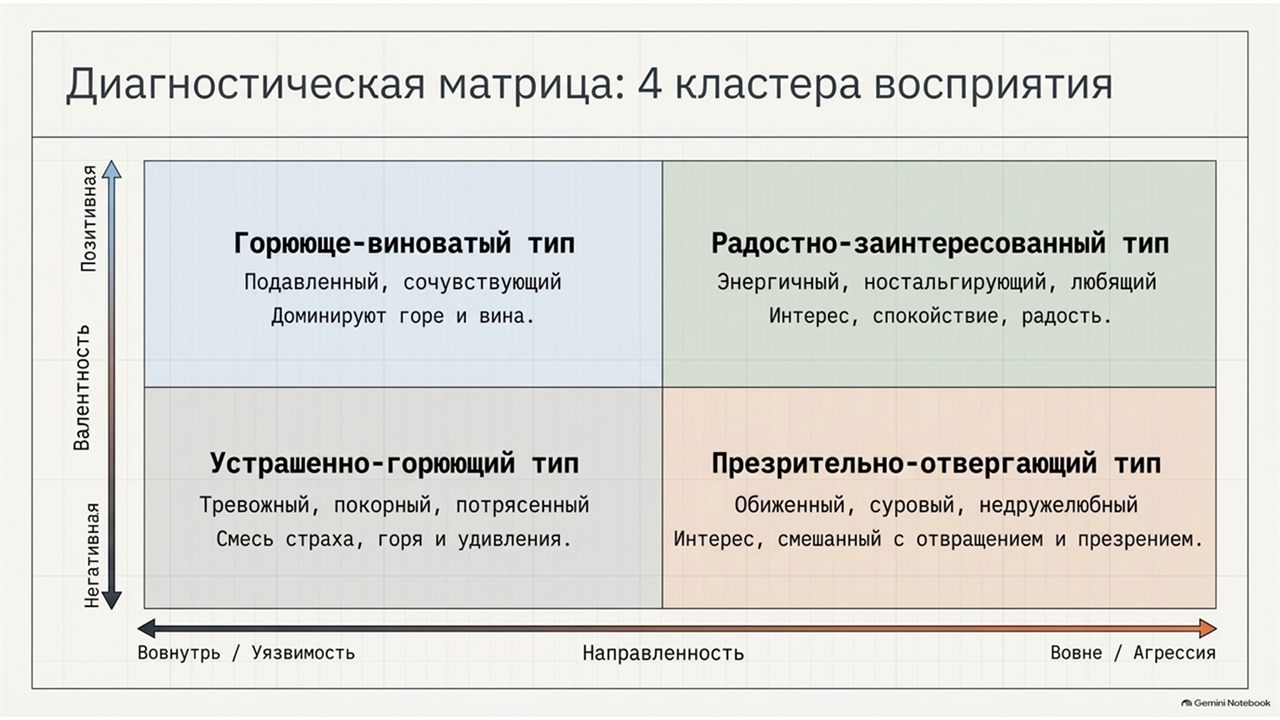 Диагностическая матрица: 4 кластера восприятия
Позитивная
Валентность
Негативная
Горююще-виноватый тип
Подавленный, сочувствующий
Доминируют горе и вина.
Радостно-заинтересованный тип
Энергичный, ностальгирующий, любящий
Интерес, спокойствие, радость.
Устрашенно-горюющий тип
Тревожный, покорный, потрясенный
Смесь страха, горя и удивления.
Презрительно-отвергающий тип
Обиженный, суровый, недружелюбный
Интерес, смешанный с отвращением и презрением.
Вовнутрь / Уязвимость
Направленность
Вовне / Агрессия
Gemini Notebook